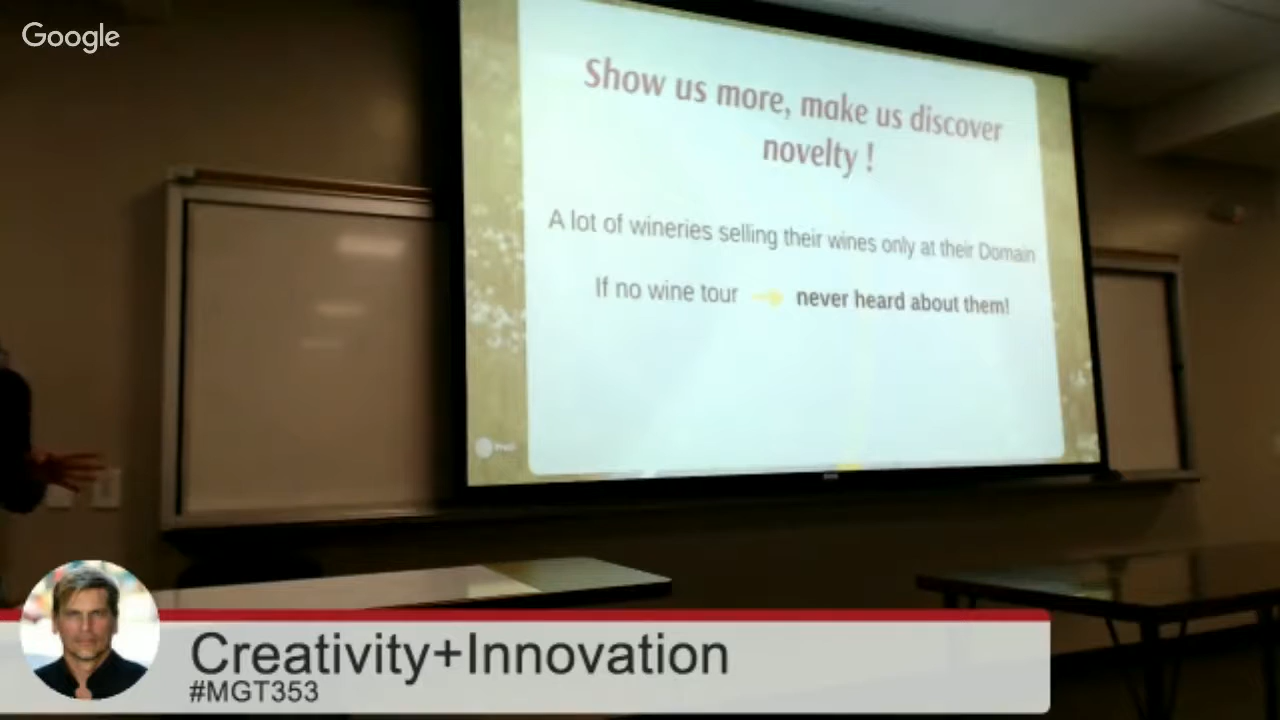 Google
Show us more, make us discover
novelty !
A lot of wineries selling their wines only at their Domain
If no wine tour never heard about them!
Creativity+Innovation
#MGT353